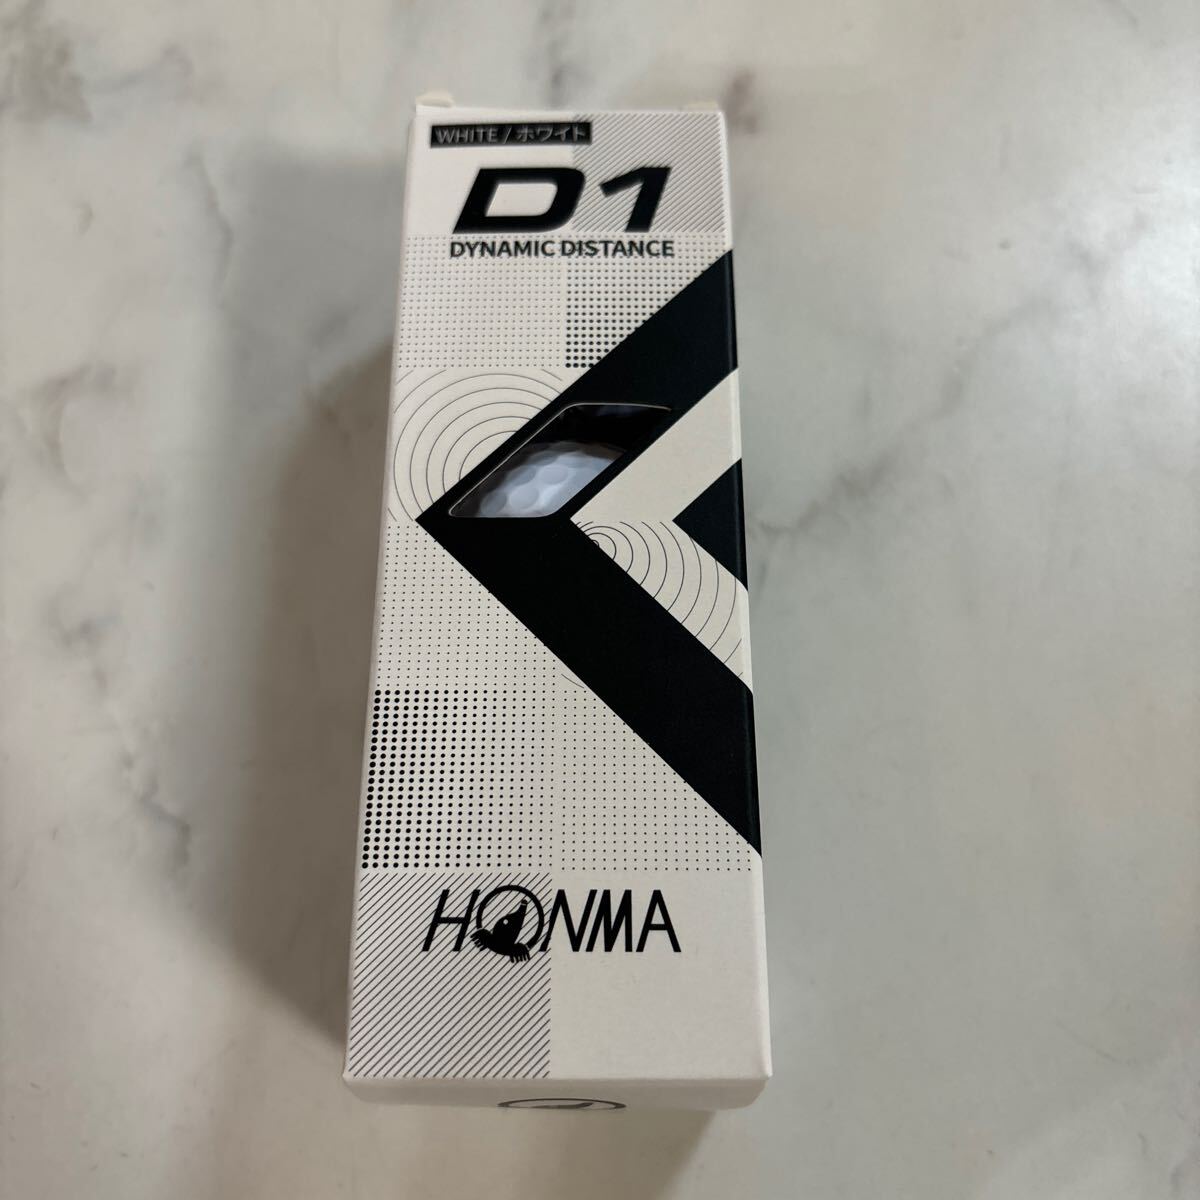 WHITE / ホワイト
D1
DYNAMIC DISTANCE
HONMA